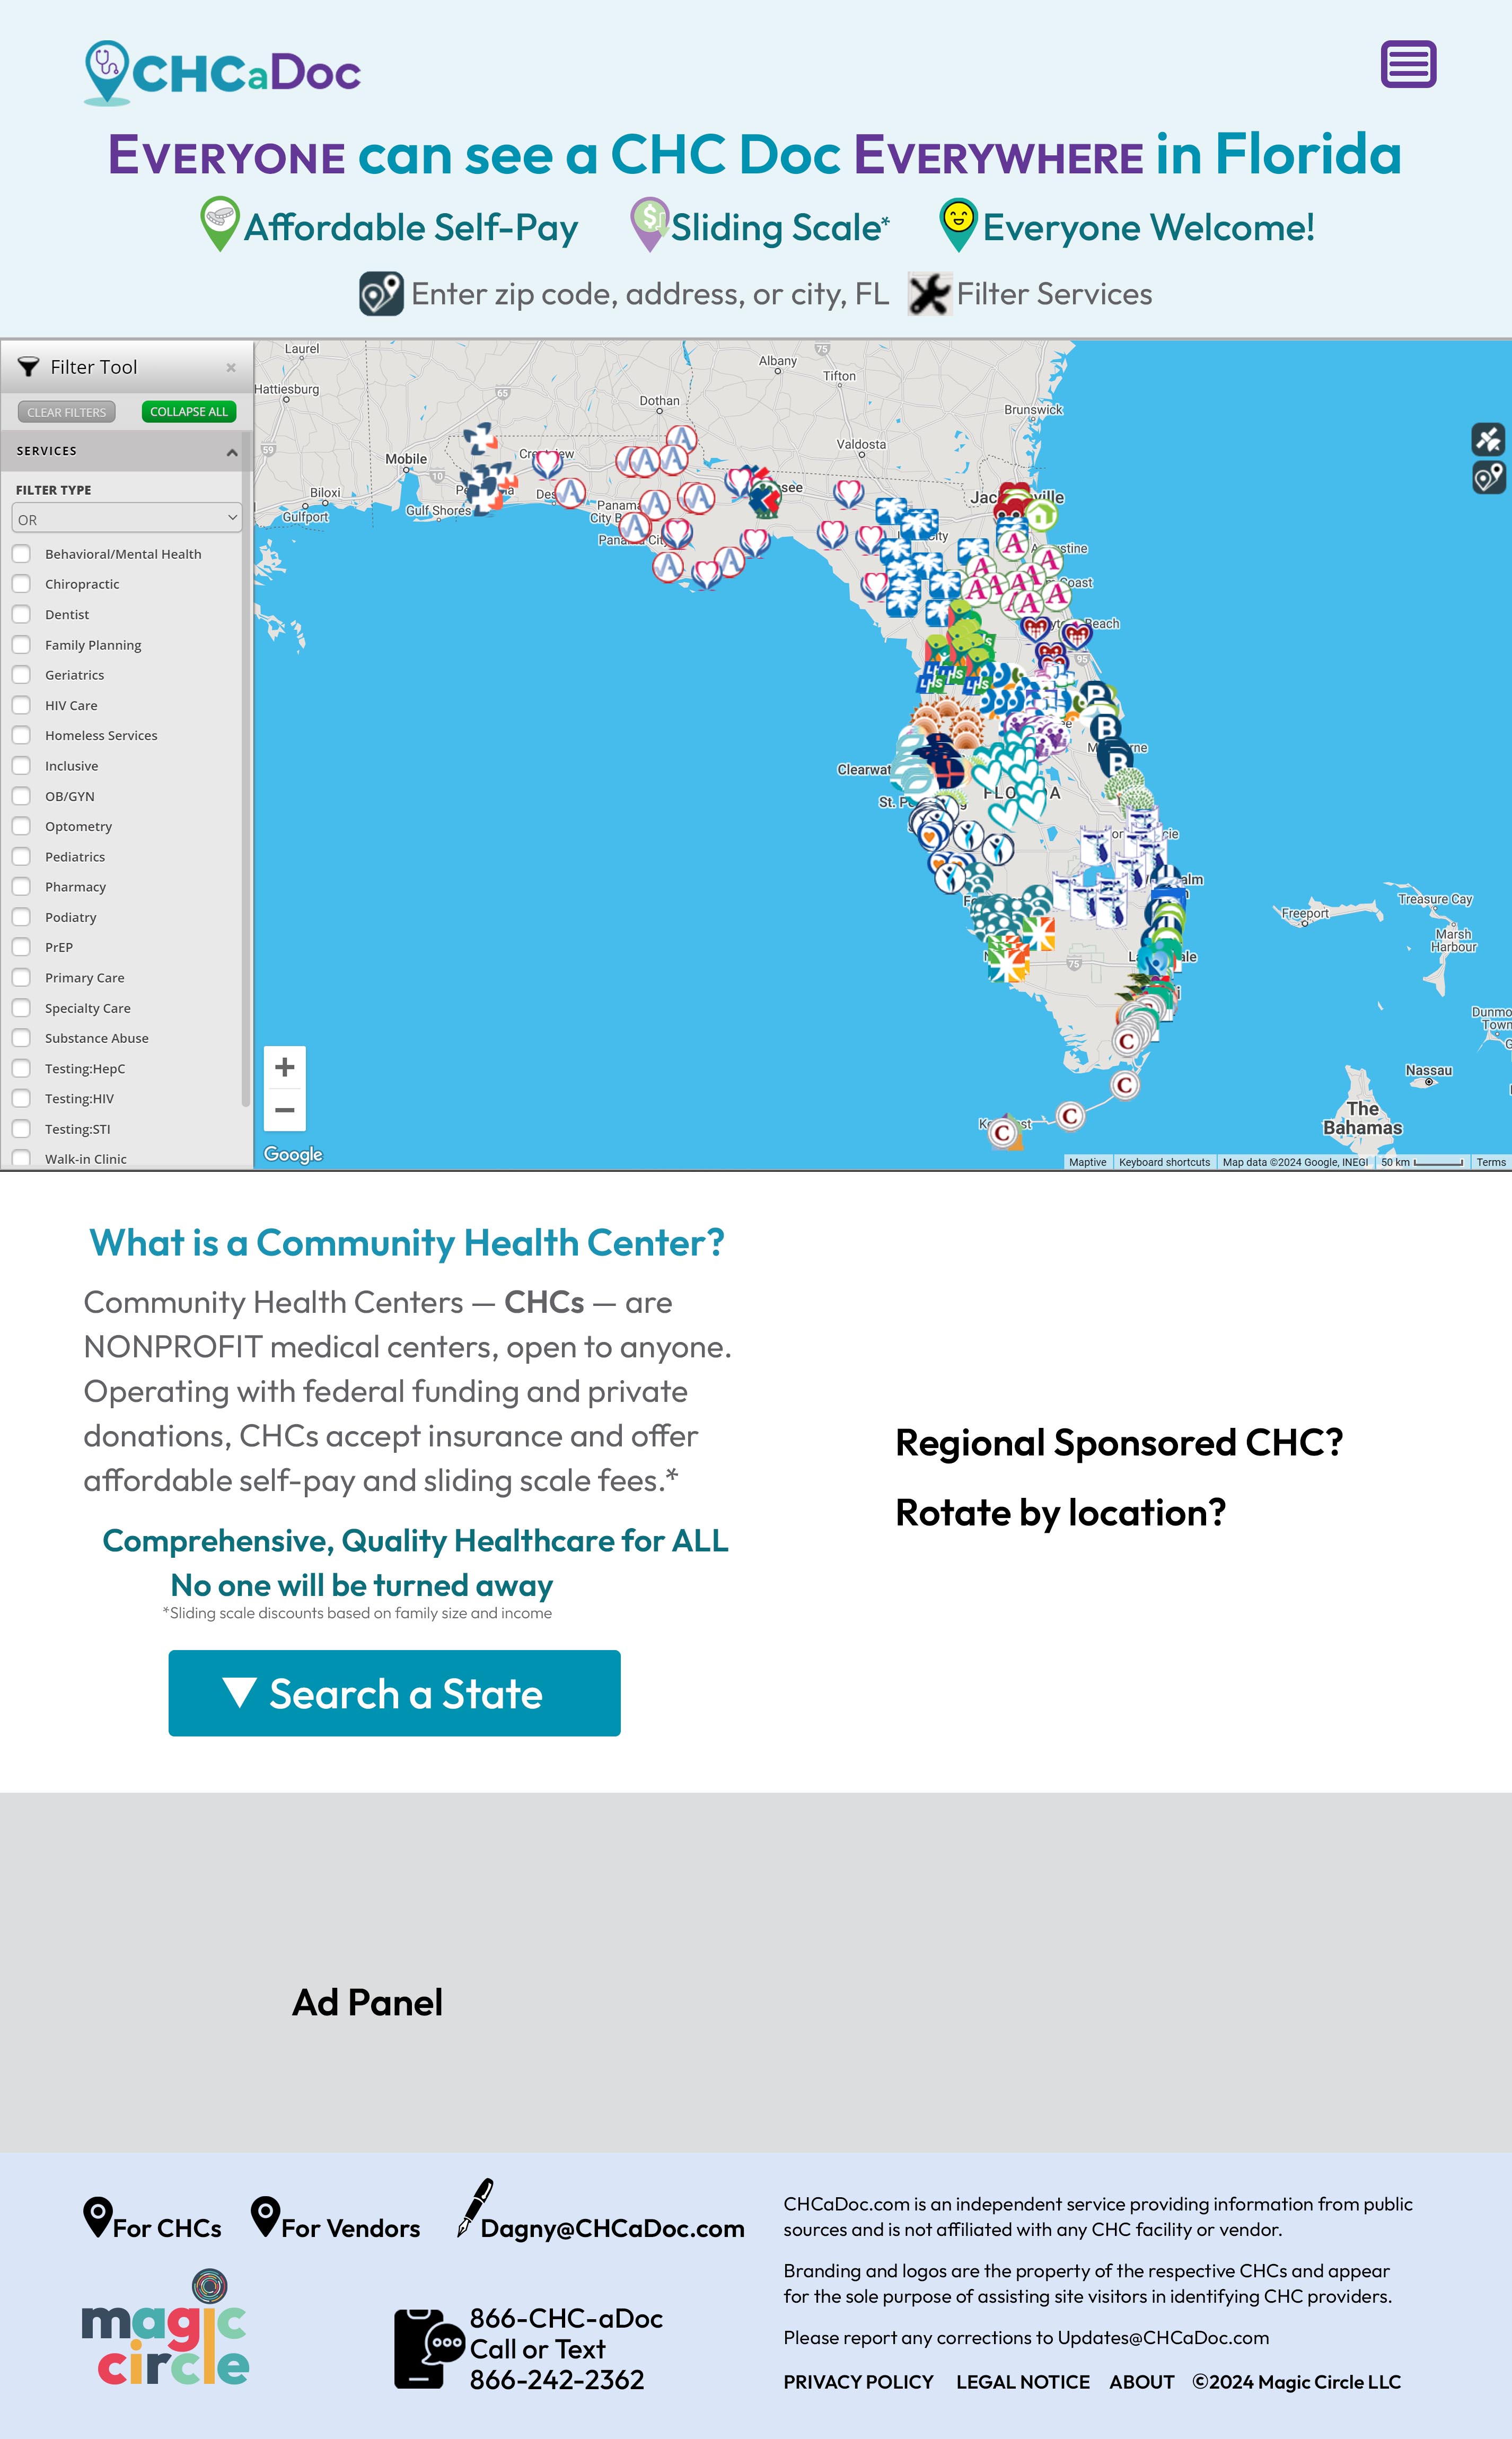 CHCaDoc
EVERYONE can see a CHC Doc EVERYWHERE in Florida
Affordable Self-Pay Sliding Scale* Everyone Welcome!
Enter zip code, address, or city, FL Filter Services
Filter Tool
CLEAR FILTERS COLLAPSE ALL
SERVICES
FILTER TYPE
OR
Behavioral/Mental Health
Chiropractic
Dentist
Family Planning
Geriatrics
HIV Care
Homeless Services
Inclusive
OB/GYN
Optometry
Pediatrics
Pharmacy
Podiatry
PrEP
Primary Care
Specialty Care
Substance Abuse
Testing:HepC
Testing:HIV
Testing:STI
Walk-in Clinic
Laurel
Hattiesburg
65
59
Mobile
10
Biloxi
Gulfport
Gulf Shores
Dothan
Albany
75
Tifton
Valdosta
Brunswick
95
FLORIDA
75
Freeport
Treasure Cay
Marsh
Harbour
Nassau
The
Bahamas
Google
Maptive Keyboard shortcuts Map data ©2024 Google, INEGI 50 km Terms
What is a Community Health Center?
Community Health Centers — CHCs — are
NONPROFIT medical centers, open to anyone.
Operating with federal funding and private
donations, CHCs accept insurance and offer
affordable self-pay and sliding scale fees.*
Comprehensive, Quality Healthcare for ALL
No one will be turned away
*Sliding scale discounts based on family size and income
Search a State
Regional Sponsored CHC?
Rotate by location?
Ad Panel
For CHCs For Vendors Dagny@CHCaDoc.com
magic
circle
866-CHC-aDoc
Call or Text
866-242-2362
CHCaDoc.com is an independent service providing information from public
sources and is not affiliated with any CHC facility or vendor.
Branding and logos are the property of the respective CHCs and appear
for the sole purpose of assisting site visitors in identifying CHC providers.
Please report any corrections to Updates@CHCaDoc.com
PRIVACY POLICY LEGAL NOTICE ABOUT ©2024 Magic Circle LLC